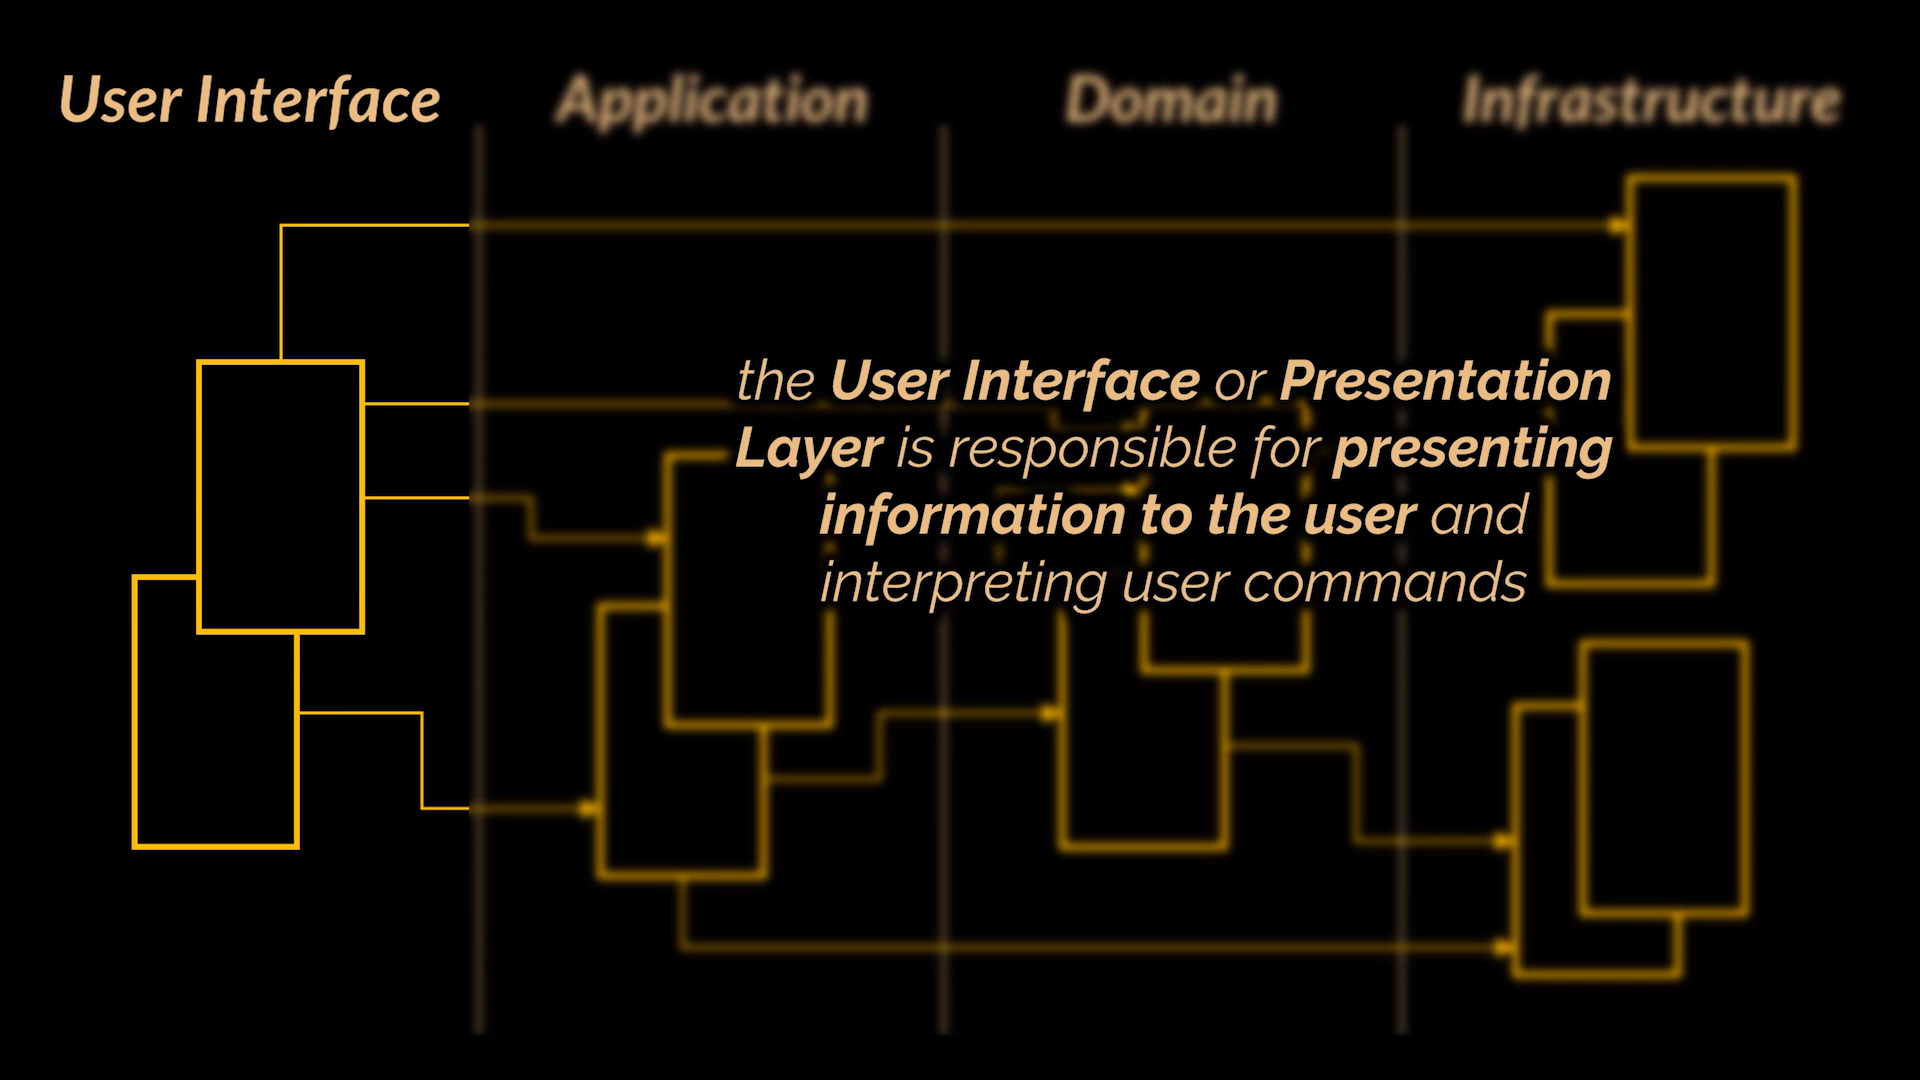 User Interface
Application
Domain
Infrastructure
the User Interface or Presentation
Layer is responsible for presenting
information to the user and
interpreting user commands